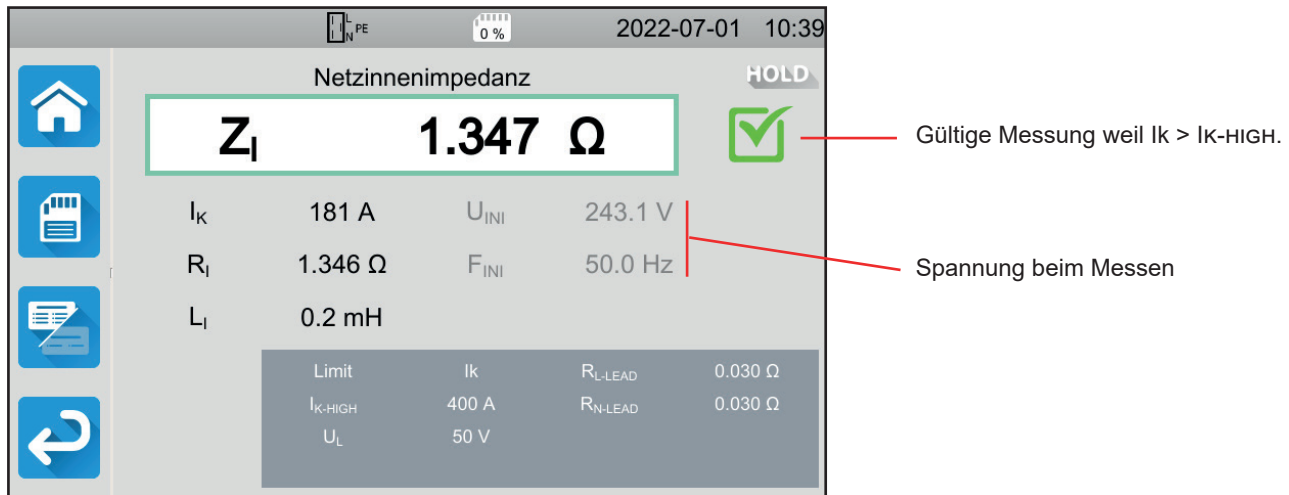 L
N PE
0 %
2022-07-01 10:39
Netzinnenimpedanz
HOLD
ZI 1.347 Ω
Gültige Messung weil Ik > IK-HIGH.
IK 181 A UINI 243.1 V
RI 1.346 Ω FINI 50.0 Hz
Spannung beim Messen
LI 0.2 mH
Limit Ik RL-LEAD 0.030 Ω
IK-HIGH 400 A RN-LEAD 0.030 Ω
UL 50 V